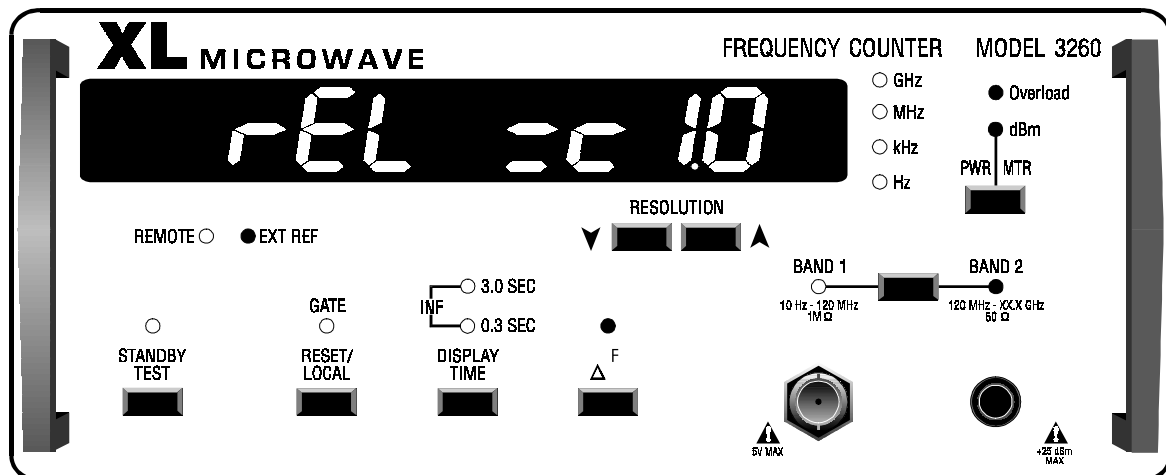 XL MICROWAVE
FREQUENCY COUNTER MODEL 3260
rEL =c 1.0
GHz
MHz
kHz
Hz
Overload
dBm
PWR MTR
RESOLUTION
REMOTE
EXT REF
BAND 1
10 Hz - 120 MHz
1M Ω
BAND 2
120 MHz - XX.X GHz
50 Ω
INF
3.0 SEC
0.3 SEC
GATE
STANDBY
TEST
RESET/
LOCAL
DISPLAY
TIME
Δ F
5V MAX
+25 dBm
MAX